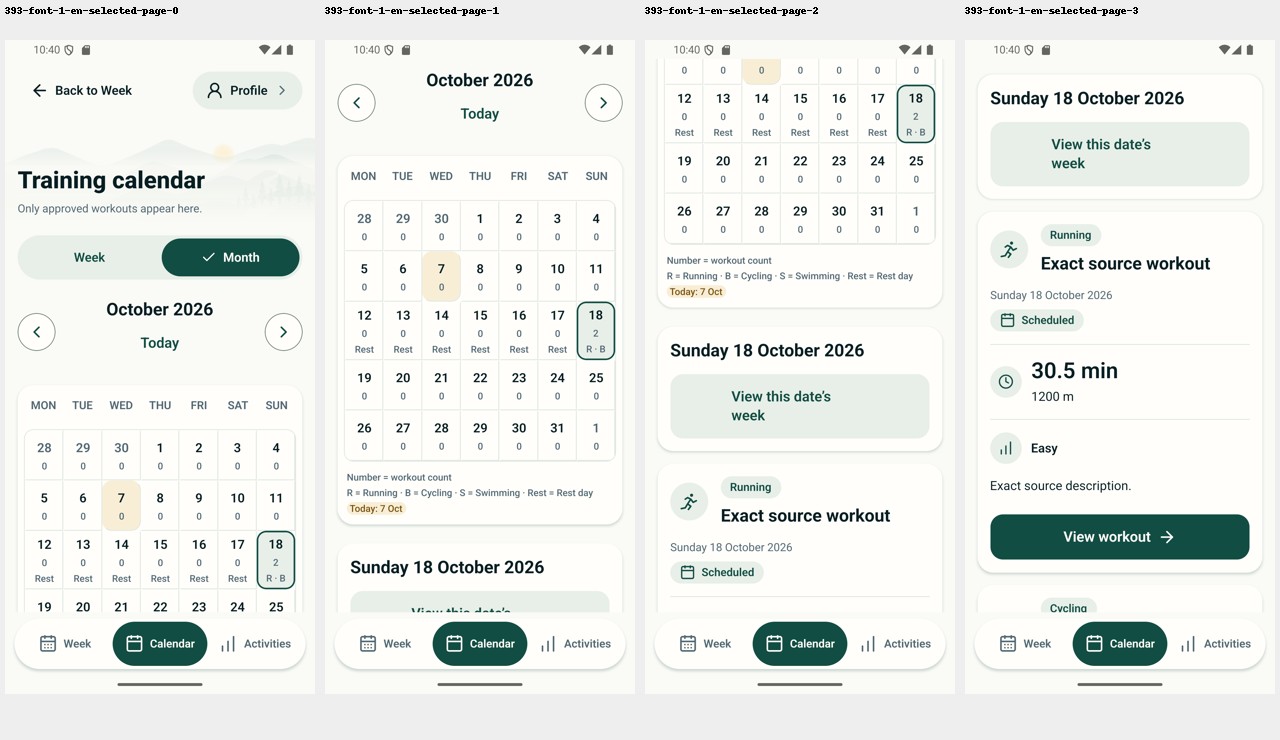 393-font-1-en-selected-page-0
10:40
Back to Week
Profile
Training calendar
Only approved workouts appear here.
Week
Month
October 2026
Today
MON TUE WED THU FRI SAT SUN
28 29 30 1 2 3 4
0 0 0 0 0 0 0
5 6 7 8 9 10 11
0 0 0 0 0 0 0
12 13 14 15 16 17 18
0 0 0 0 0 0 2
Rest Rest Rest Rest Rest Rest R · B
19 20 21 22 23 24 25
Week Calendar Activities
393-font-1-en-selected-page-1
10:40
October 2026
Today
MON TUE WED THU FRI SAT SUN
28 29 30 1 2 3 4
0 0 0 0 0 0 0
5 6 7 8 9 10 11
0 0 0 0 0 0 0
12 13 14 15 16 17 18
0 0 0 0 0 0 2
Rest Rest Rest Rest Rest Rest R · B
19 20 21 22 23 24 25
0 0 0 0 0 0 0
26 27 28 29 30 31 1
0 0 0 0 0 0 0
Number = workout count
R = Running · B = Cycling · S = Swimming · Rest = Rest day
Today: 7 Oct
Sunday 18 October 2026
View this date's
Week Calendar Activities
393-font-1-en-selected-page-2
10:40
0 0 0 0 0 0 0
12 13 14 15 16 17 18
0 0 0 0 0 0 2
Rest Rest Rest Rest Rest Rest R · B
19 20 21 22 23 24 25
0 0 0 0 0 0 0
26 27 28 29 30 31 1
0 0 0 0 0 0 0
Number = workout count
R = Running · B = Cycling · S = Swimming · Rest = Rest day
Today: 7 Oct
Sunday 18 October 2026
View this date's
week
Running
Exact source workout
Sunday 18 October 2026
Scheduled
Week Calendar Activities
393-font-1-en-selected-page-3
10:40
Sunday 18 October 2026
View this date's
week
Running
Exact source workout
Sunday 18 October 2026
Scheduled
30.5 min
1200 m
Easy
Exact source description.
View workout
Cycling
Week Calendar Activities